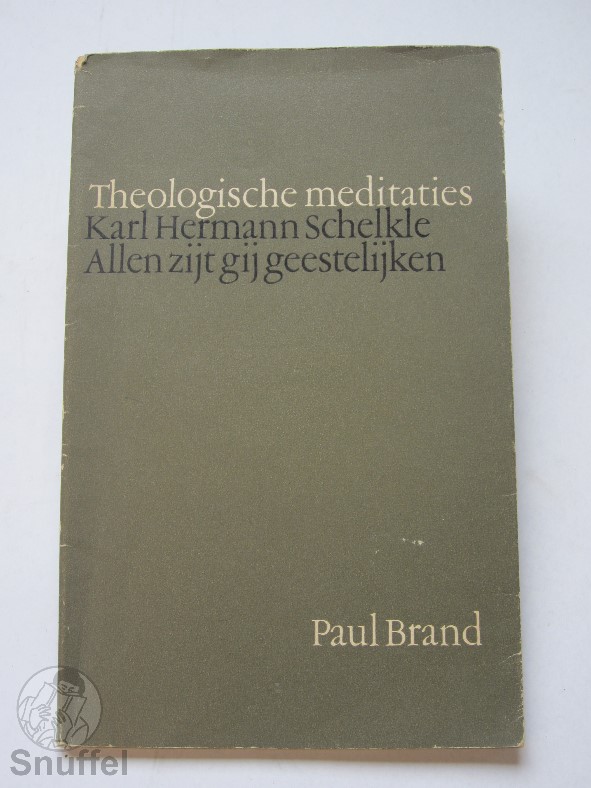 Theologische meditaties
Karl Hermann Schelkle
Allen zijt gij geestelijken
Paul Brand
Snuffel